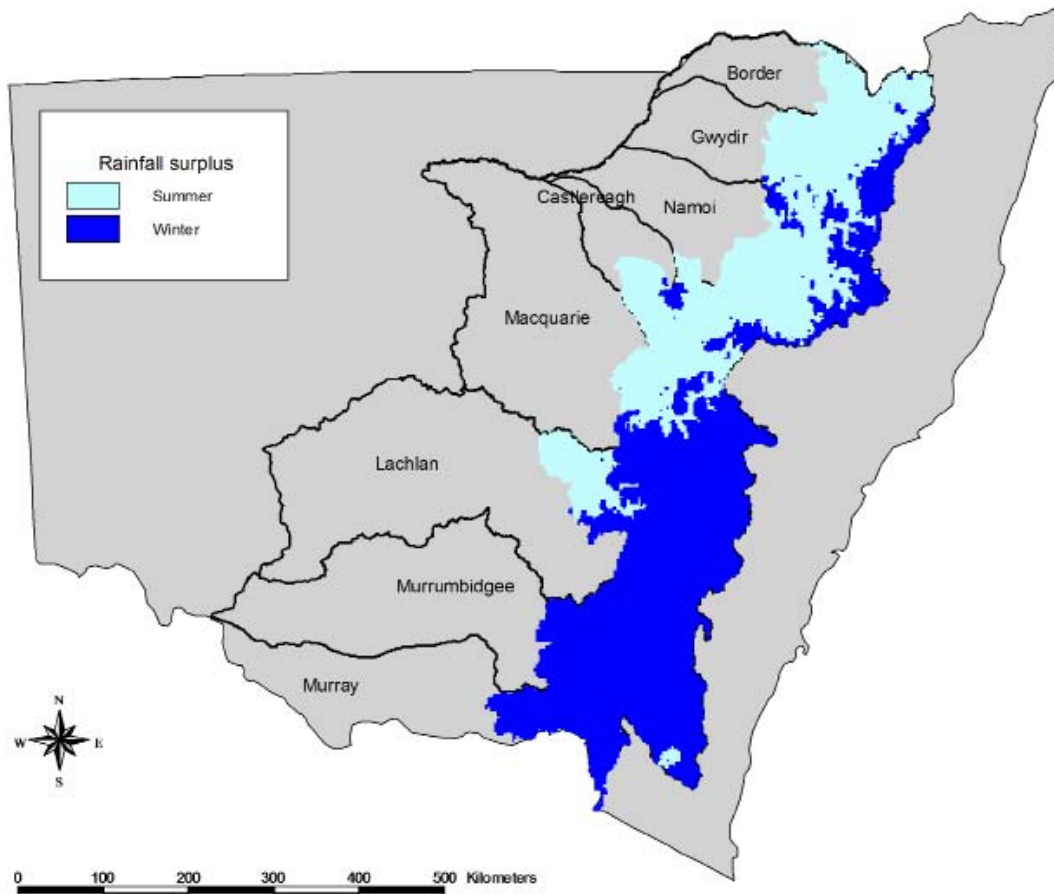 Border
Gwydir
Rainfall surplus
Summer
Winter
Castlereagh
Namoi
Macquarie
Lachlan
Murrumbidgee
Murray
N
W E
S
0 100 200 300 400 500 Kilometers